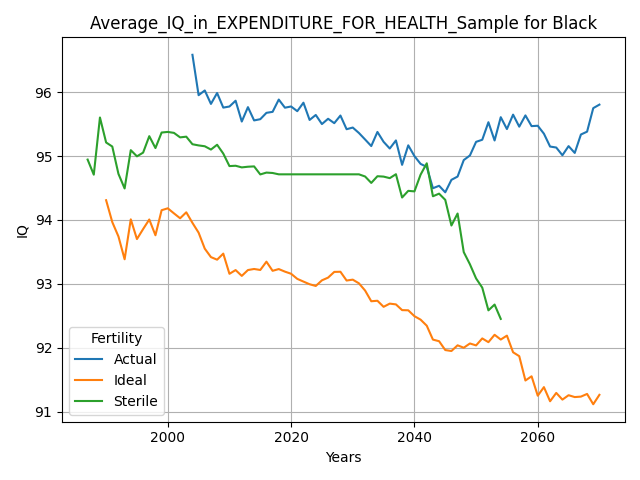 Average_IQ_in_EXPENDITURE_FOR_HEALTH_Sample for Black
IQ
96
95
94
93
92
91
Fertility
Actual
Ideal
Sterile
2000
2020
2040
2060
Years